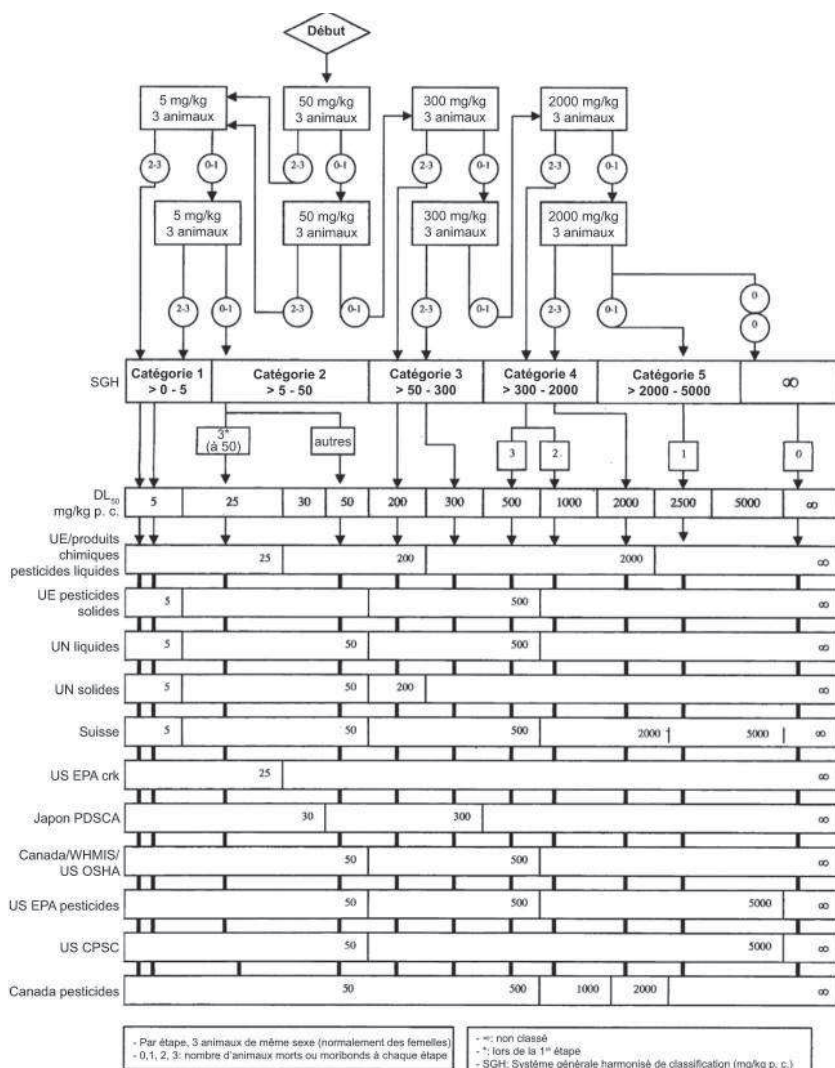 Début
5 mg/kg
3 animaux
50 mg/kg
3 animaux
300 mg/kg
3 animaux
2000 mg/kg
3 animaux
2-3
0-1
2-3
0-1
2-3
0-1
2-3
0-1
5 mg/kg
3 animaux
50 mg/kg
3 animaux
300 mg/kg
3 animaux
2000 mg/kg
3 animaux
2-3
0-1
2-3
0-1
2-3
0-1
2-3
0-1
0
0
SGH
Catégorie 1
> 0 - 5
Catégorie 2
> 5 - 50
Catégorie 3
> 50 - 300
Catégorie 4
> 300 - 2000
Catégorie 5
> 2000 - 5000
∞
3*
(à 50)
autres
3
2
1
0
DL50
mg/kg p. c.
5 25 30 50 200 300 500 1000 2000 2500 5000 ∞
UE/produits
chimiques
pesticides liquides
25 200 2000 ∞
UE pesticides
solides
5 500 ∞
UN liquides 5 50 500 ∞
UN solides 5 50 200 ∞
Suisse 5 50 500 2000 5000 ∞
US EPA crk 25 ∞
Japon PDSCA 30 300 ∞
Canada/WHMIS/
US OSHA
50 500 ∞
US EPA pesticides 50 500 5000 ∞
US CPSC 50 5000 ∞
Canada pesticides 50 500 1000 2000 ∞
- Par étape, 3 animaux de même sexe (normalement des femelles)
- 0,1, 2, 3: nombre d'animaux morts ou moribonds à chaque étape
- ∞: non classé
- *: lors de la 1re étape
- SGH: Système générale harmonisé de classification (mg/kg p. c.)